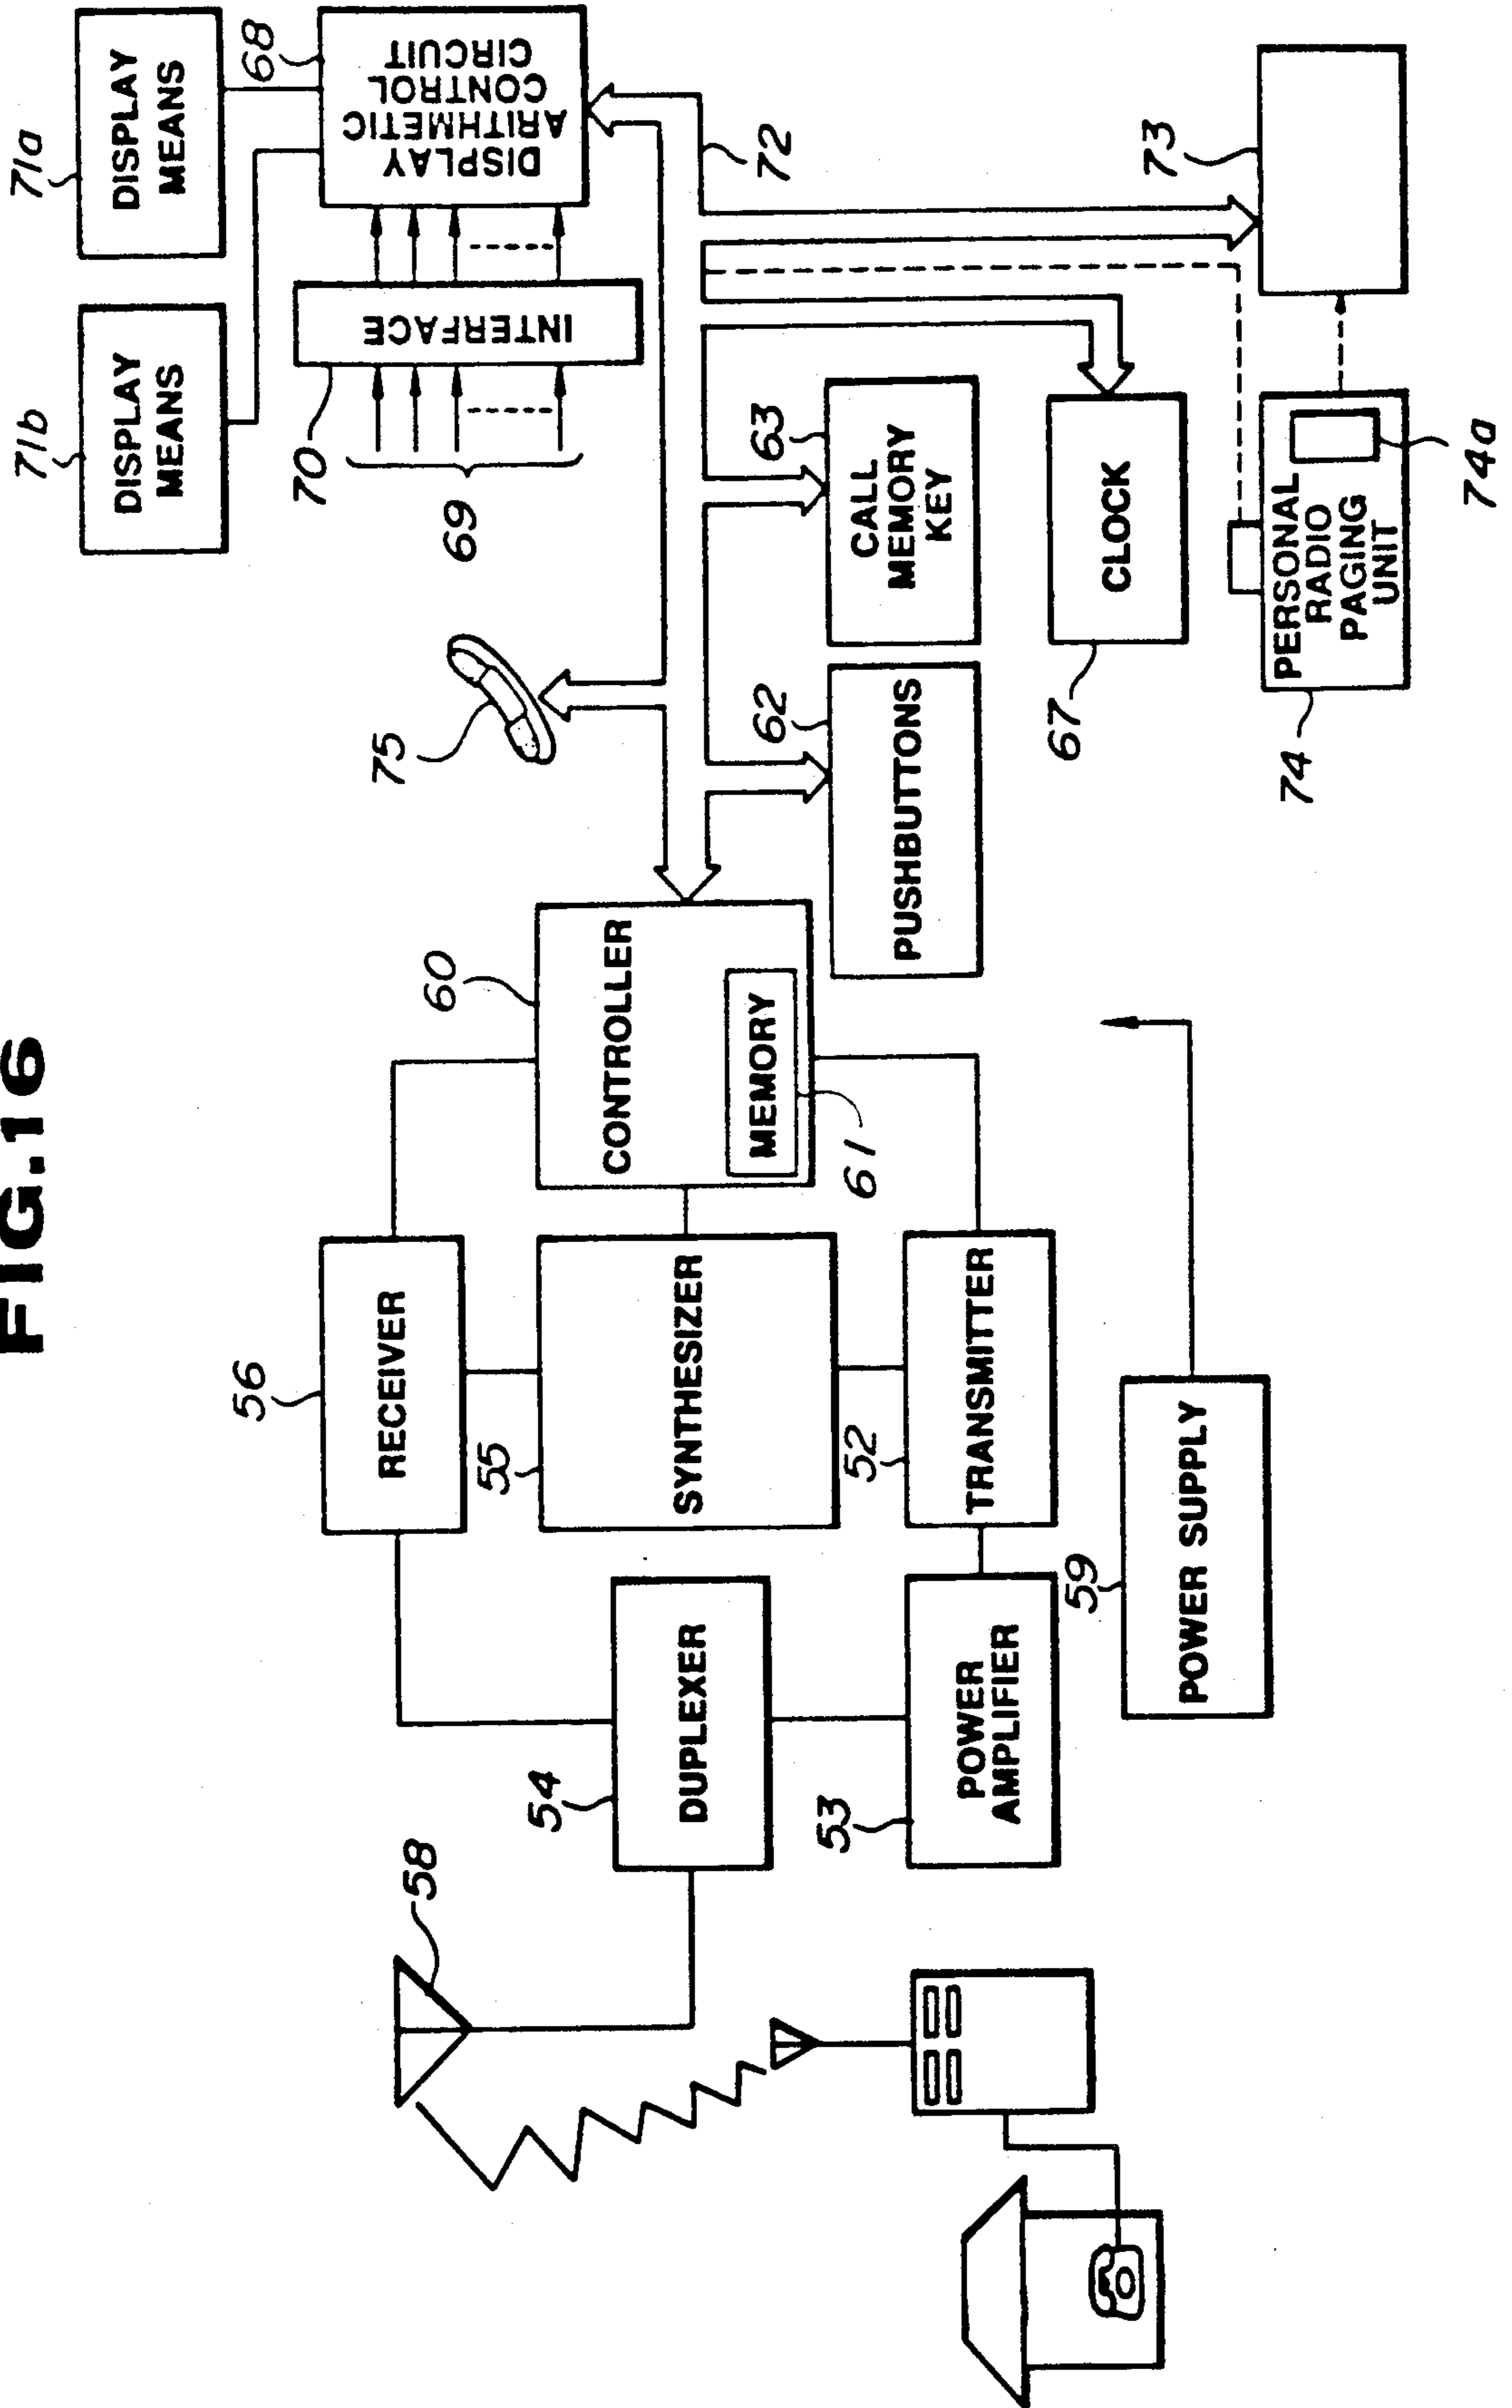 FIG.16
58
54
DUPLEXER
56
RECEIVER
55
SYNTHESIZER
53
POWER
AMPLIFIER
52
TRANSMITTER
59
POWER SUPPLY
60
CONTROLLER
MEMORY
61
75
62
PUSHBUTTONS
63
CALL
MEMORY
KEY
67
CLOCK
69
70
INTERFACE
71b
DISPLAY
MEANS
71a
DISPLAY
MEANS
68
DISPLAY
ARITHMETIC
CONTROL
CIRCUIT
72
73
74
PERSONAL
RADIO
PAGING
UNIT
74a